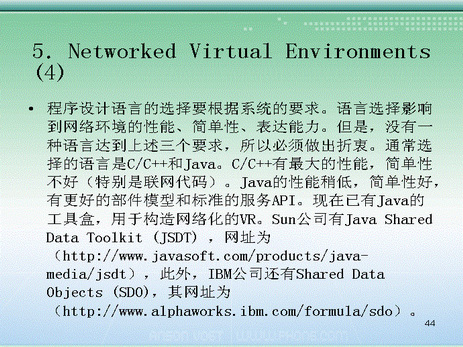 5. Networked Virtual Environments
(4)
• 程序设计语言的选择要根据系统的要求。语言选择影响
到网络环境的性能、简单性、表达能力。但是，没有一
种语言达到上述三个要求，所以必须做出折衷。通常选
择的语言是C/C++和Java。C/C++有最大的性能，简单性
不好（特别是联网代码）。Java的性能稍低，简单性好，
有更好的部件模型和标准的服务API。现在已有Java的
工具盒，用于构造网络化的VR。Sun公司有Java Shared
Data Toolkit (JSDT) ，网址为
（http://www.javasoft.com/products/java-
media/jsdt），此外，IBM公司还有Shared Data
Objects (SDO)，其网址为
（http://www.alphaworks.ibm.com/formula/sdo）。
44